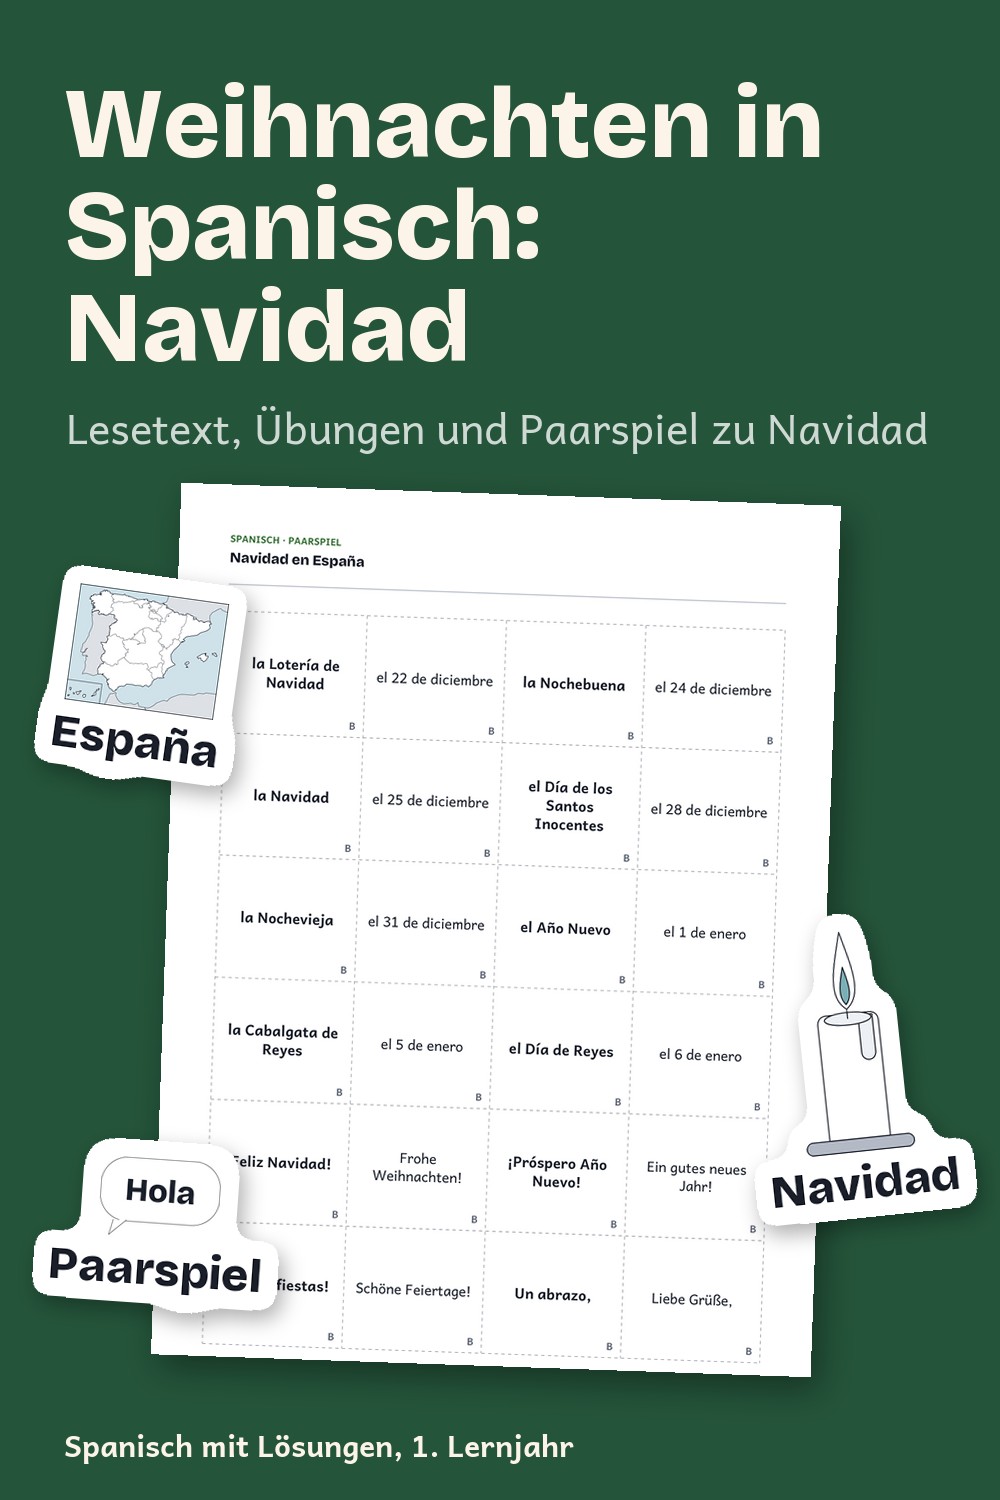 Weihnachten in
Spanisch:
Navidad
Lesetext, Übungen und Paarspiel zu Navidad
SPANISCH · PAARSPIEL
Navidad en España
la Lotería de
Navidad
B
el 22 de diciembre
B
la Nochebuena
B
el 24 de diciembre
B
España
la Navidad
B
el 25 de diciembre
B
el Día de los
Santos
Inocentes
B
el 28 de diciembre
B
la Nochevieja
B
el 31 de diciembre
B
el Año Nuevo
B
el 1 de enero
B
la Cabalgata de
Reyes
B
el 5 de enero
B
el Día de Reyes
B
el 6 de enero
B
Navidad
Feliz Navidad!
B
Frohe
Weihnachten!
B
¡Próspero Año
Nuevo!
B
Ein gutes neues
Jahr!
B
Hola
Paarspiel
fiestas!
B
Schöne Feiertage!
B
Un abrazo,
B
Liebe Grüße,
B
Spanisch mit Lösungen, 1. Lernjahr